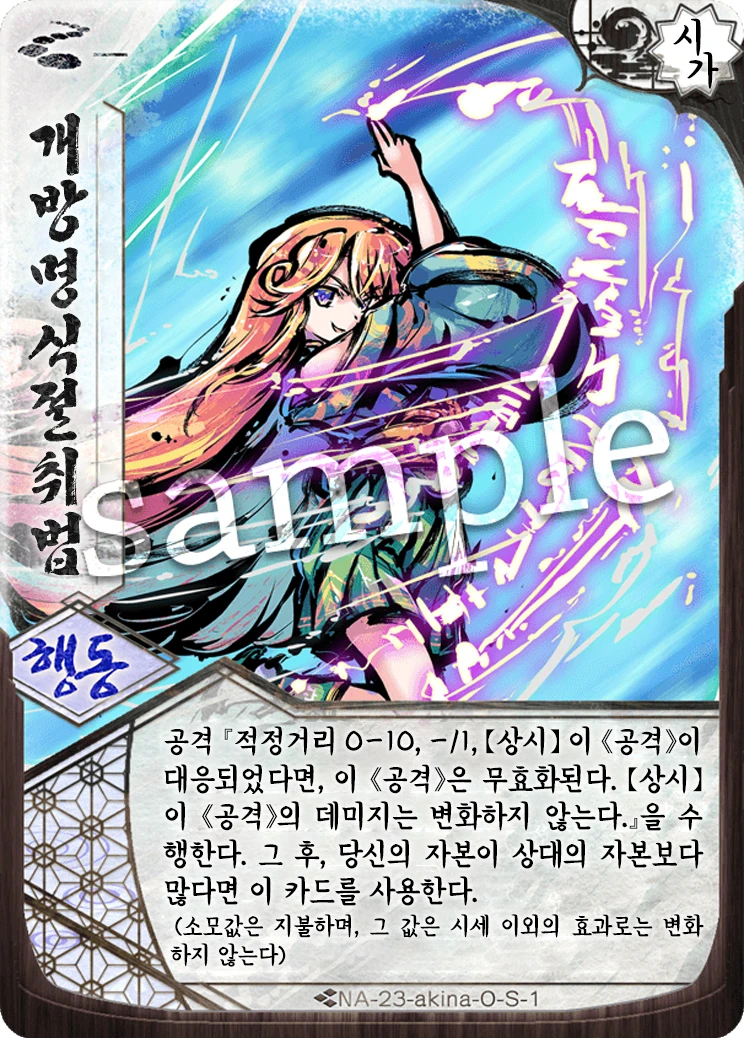 시가
개방명식절취법
sample
행동
공격『적정거리 0-10, -/1,【상시】이 《공격》이
대응되었다면, 이 《공격》은 무효화된다.【상시】
이 《공격》의 데미지는 변화하지 않는다.』을 수
행한다. 그 후, 당신의 자본이 상대의 자본보다
많다면 이 카드를 사용한다.
(소모값은 지불하며, 그 값은 시세 이외의 효과로는 변화
하지 않는다)
NA-23-akina-O-S-1